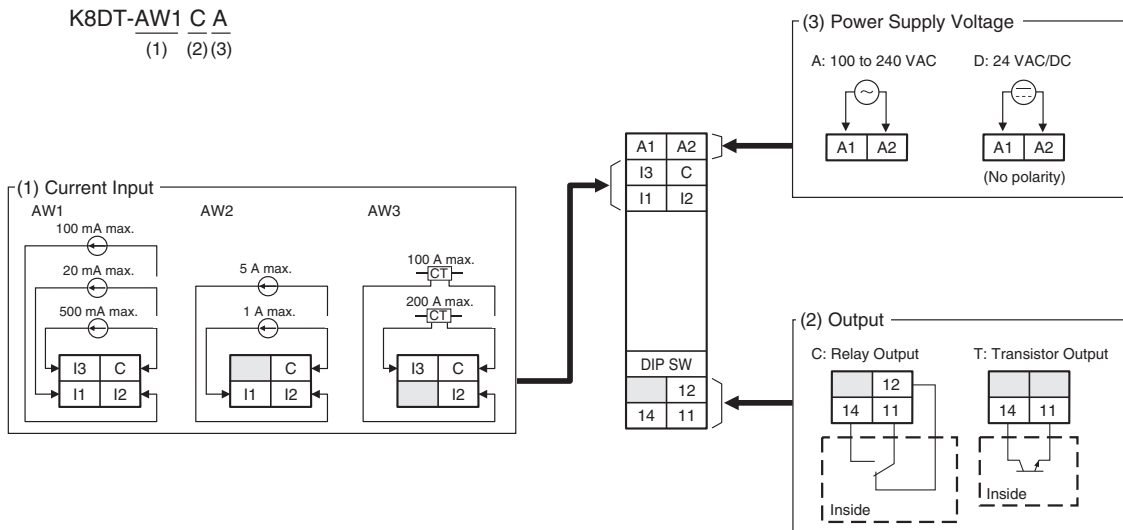 K8DT-AW1 C A
(1) (2) (3)
(3) Power Supply Voltage
A: 100 to 240 VAC D: 24 VAC/DC
A1 A2 A1 A2
(No polarity)
A1 A2
I3 C
I1 I2
DIP SW
12
14 11
(1) Current Input
AW1 AW2 AW3
100 mA max.
20 mA max.
500 mA max.
I3 C
I1 I2
5 A max.
1 A max.
C
I1 I2
100 A max.
CT
200 A max.
CT
I3 C
I2
(2) Output
C: Relay Output T: Transistor Output
12
14 11 14 11
Inside Inside